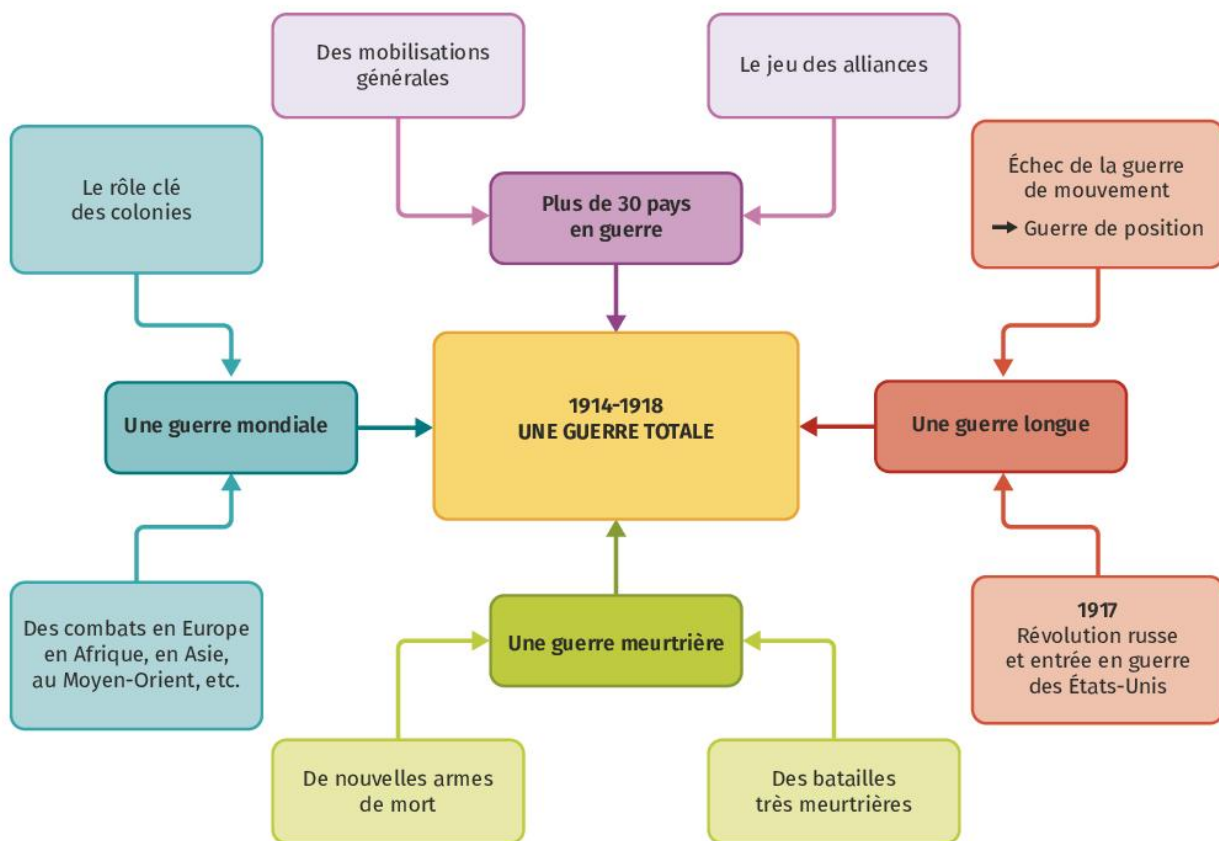 Des mobilisations
générales
Le jeu des alliances
Le rôle clé
des colonies
Plus de 30 pays
en guerre
Échec de la guerre
de mouvement
→ Guerre de position
Une guerre mondiale
1914-1918
UNE GUERRE TOTALE
Une guerre longue
Des combats en Europe
en Afrique, en Asie,
au Moyen-Orient, etc.
Une guerre meurtrière
1917
Révolution russe
et entrée en guerre
des États-Unis
De nouvelles armes
de mort
Des batailles
très meurtrières